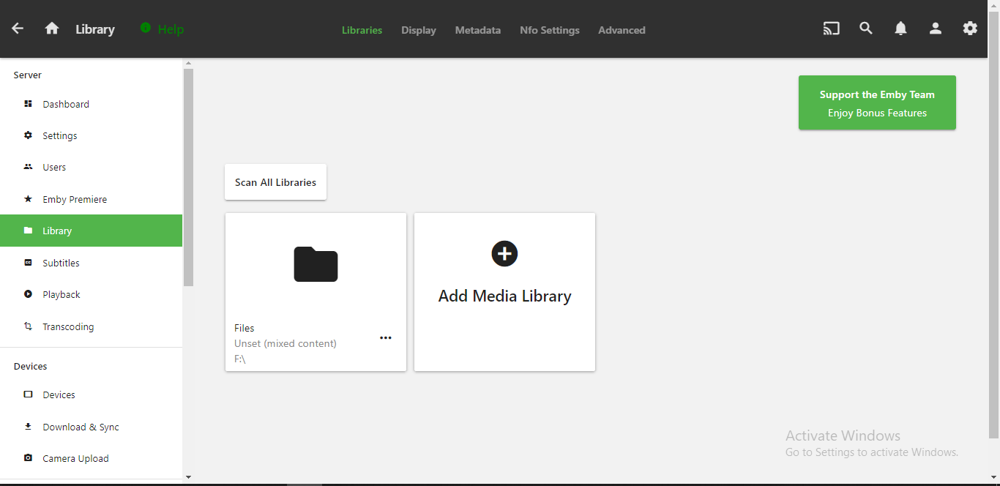 Library
Help
Libraries
Display
Metadata
Nfo Settings
Advanced
Server
Dashboard
Settings
Users
Emby Premiere
Library
Subtitles
Playback
Transcoding
Devices
Devices
Download & Sync
Camera Upload
Support the Emby Team
Enjoy Bonus Features
Scan All Libraries
Files
Unset (mixed content)
F:\
Add Media Library
Activate Windows
Go to Settings to activate Windows.